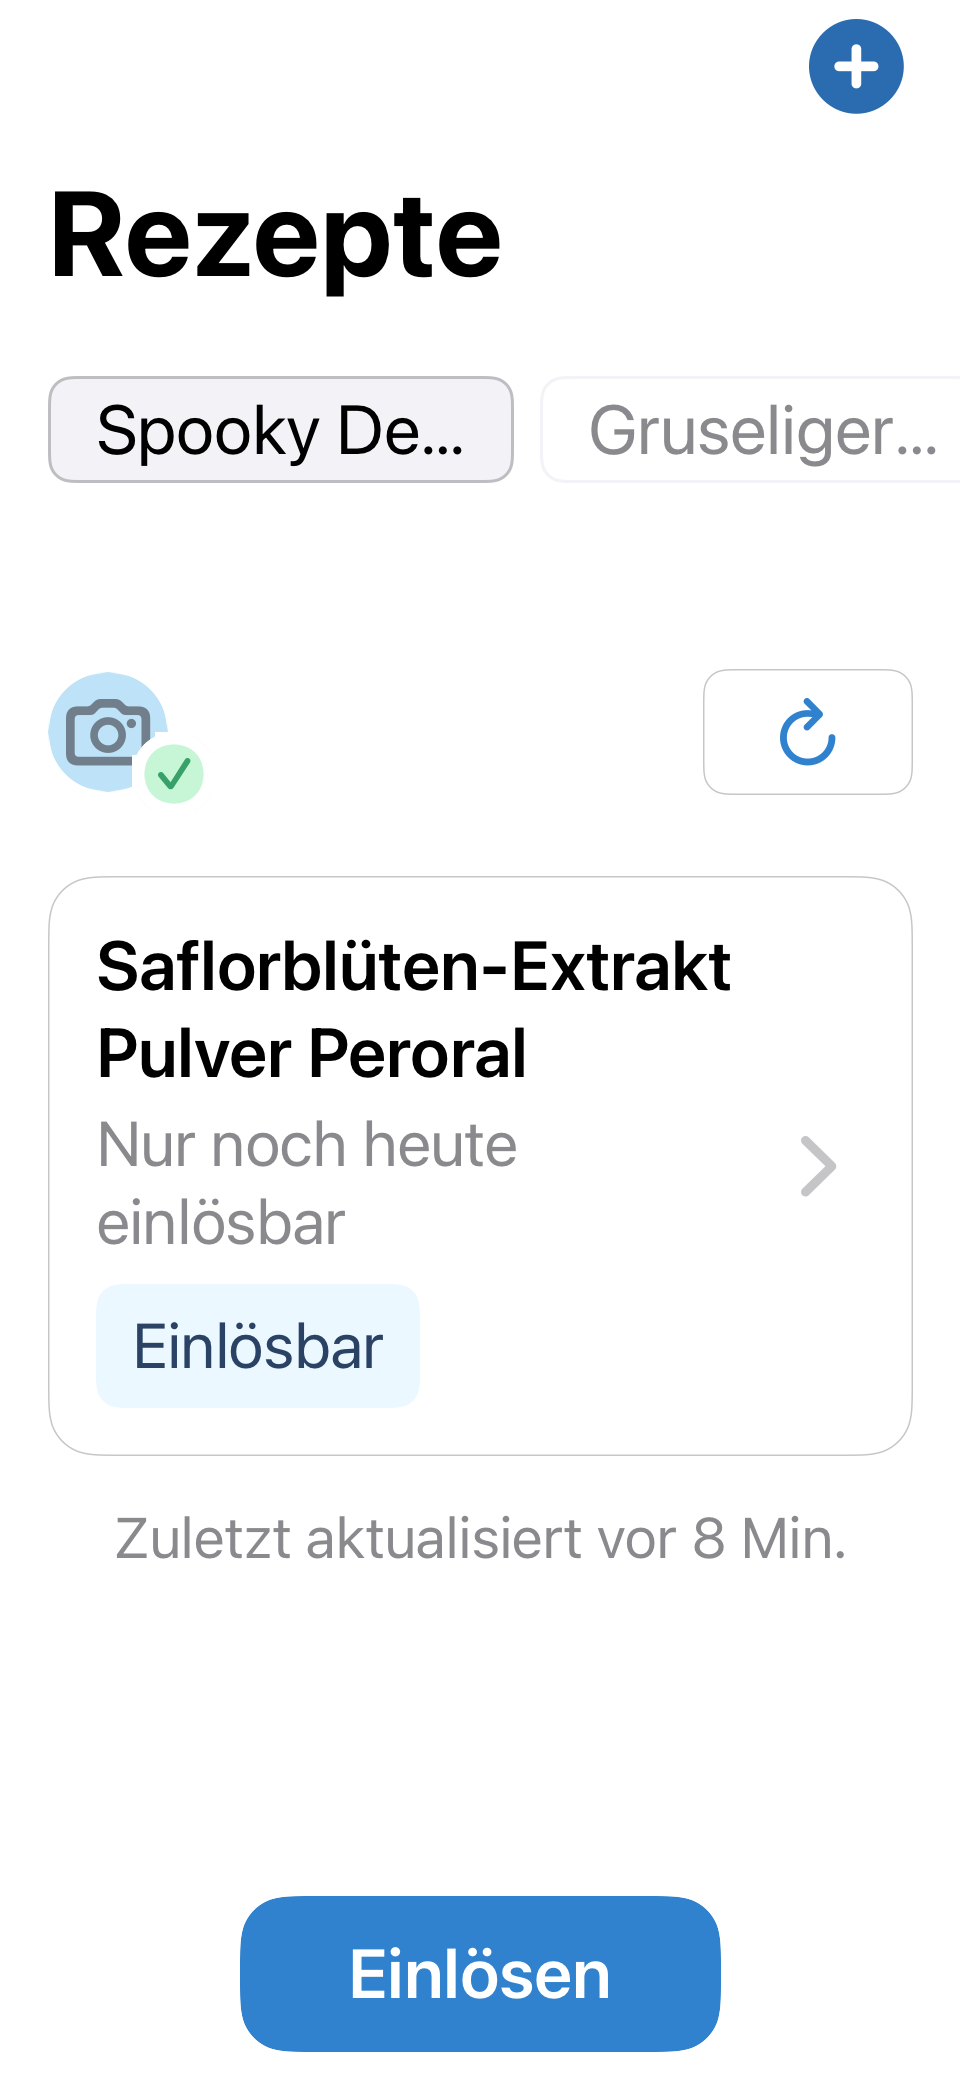 Rezepte
Spooky De...
Gruseliger...
Saflorblüten-Extrakt
Pulver Peroral
Nur noch heute
einlösbar
Einlösbar
Zuletzt aktualisiert vor 8 Min.
Einlösen